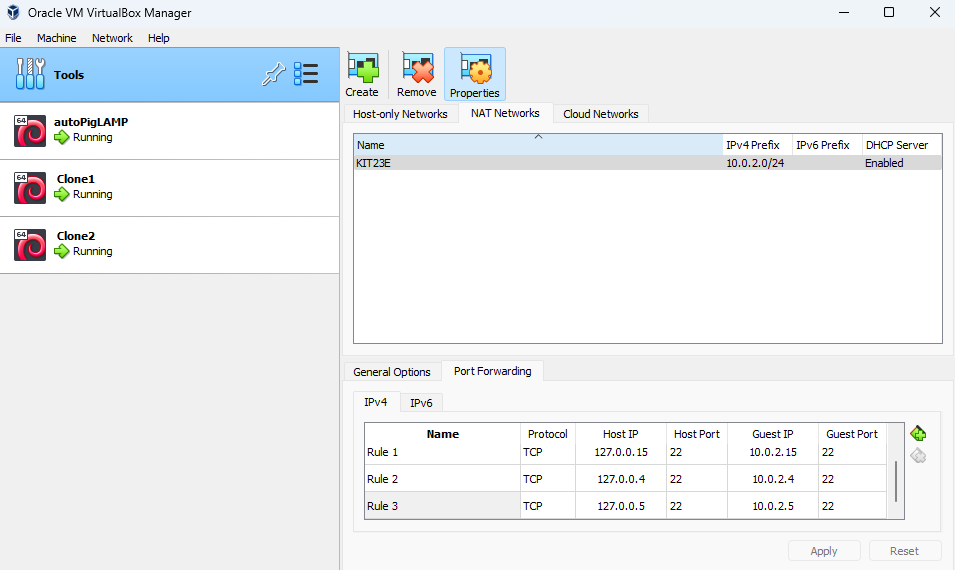 Oracle VM VirtualBox Manager
File Machine Network Help
Tools
64 autoPigLAMP
Running
64 Clone1
Running
64 Clone2
Running
Create Remove Properties
Host-only Networks NAT Networks Cloud Networks
Name IPv4 Prefix IPv6 Prefix DHCP Server
KIT23E 10.0.2.0/24 Enabled
General Options Port Forwarding
IPv4 IPv6
Name Protocol Host IP Host Port Guest IP Guest Port
Rule 1 TCP 127.0.0.15 22 10.0.2.15 22
Rule 2 TCP 127.0.0.4 22 10.0.2.4 22
Rule 3 TCP 127.0.0.5 22 10.0.2.5 22
Apply Reset